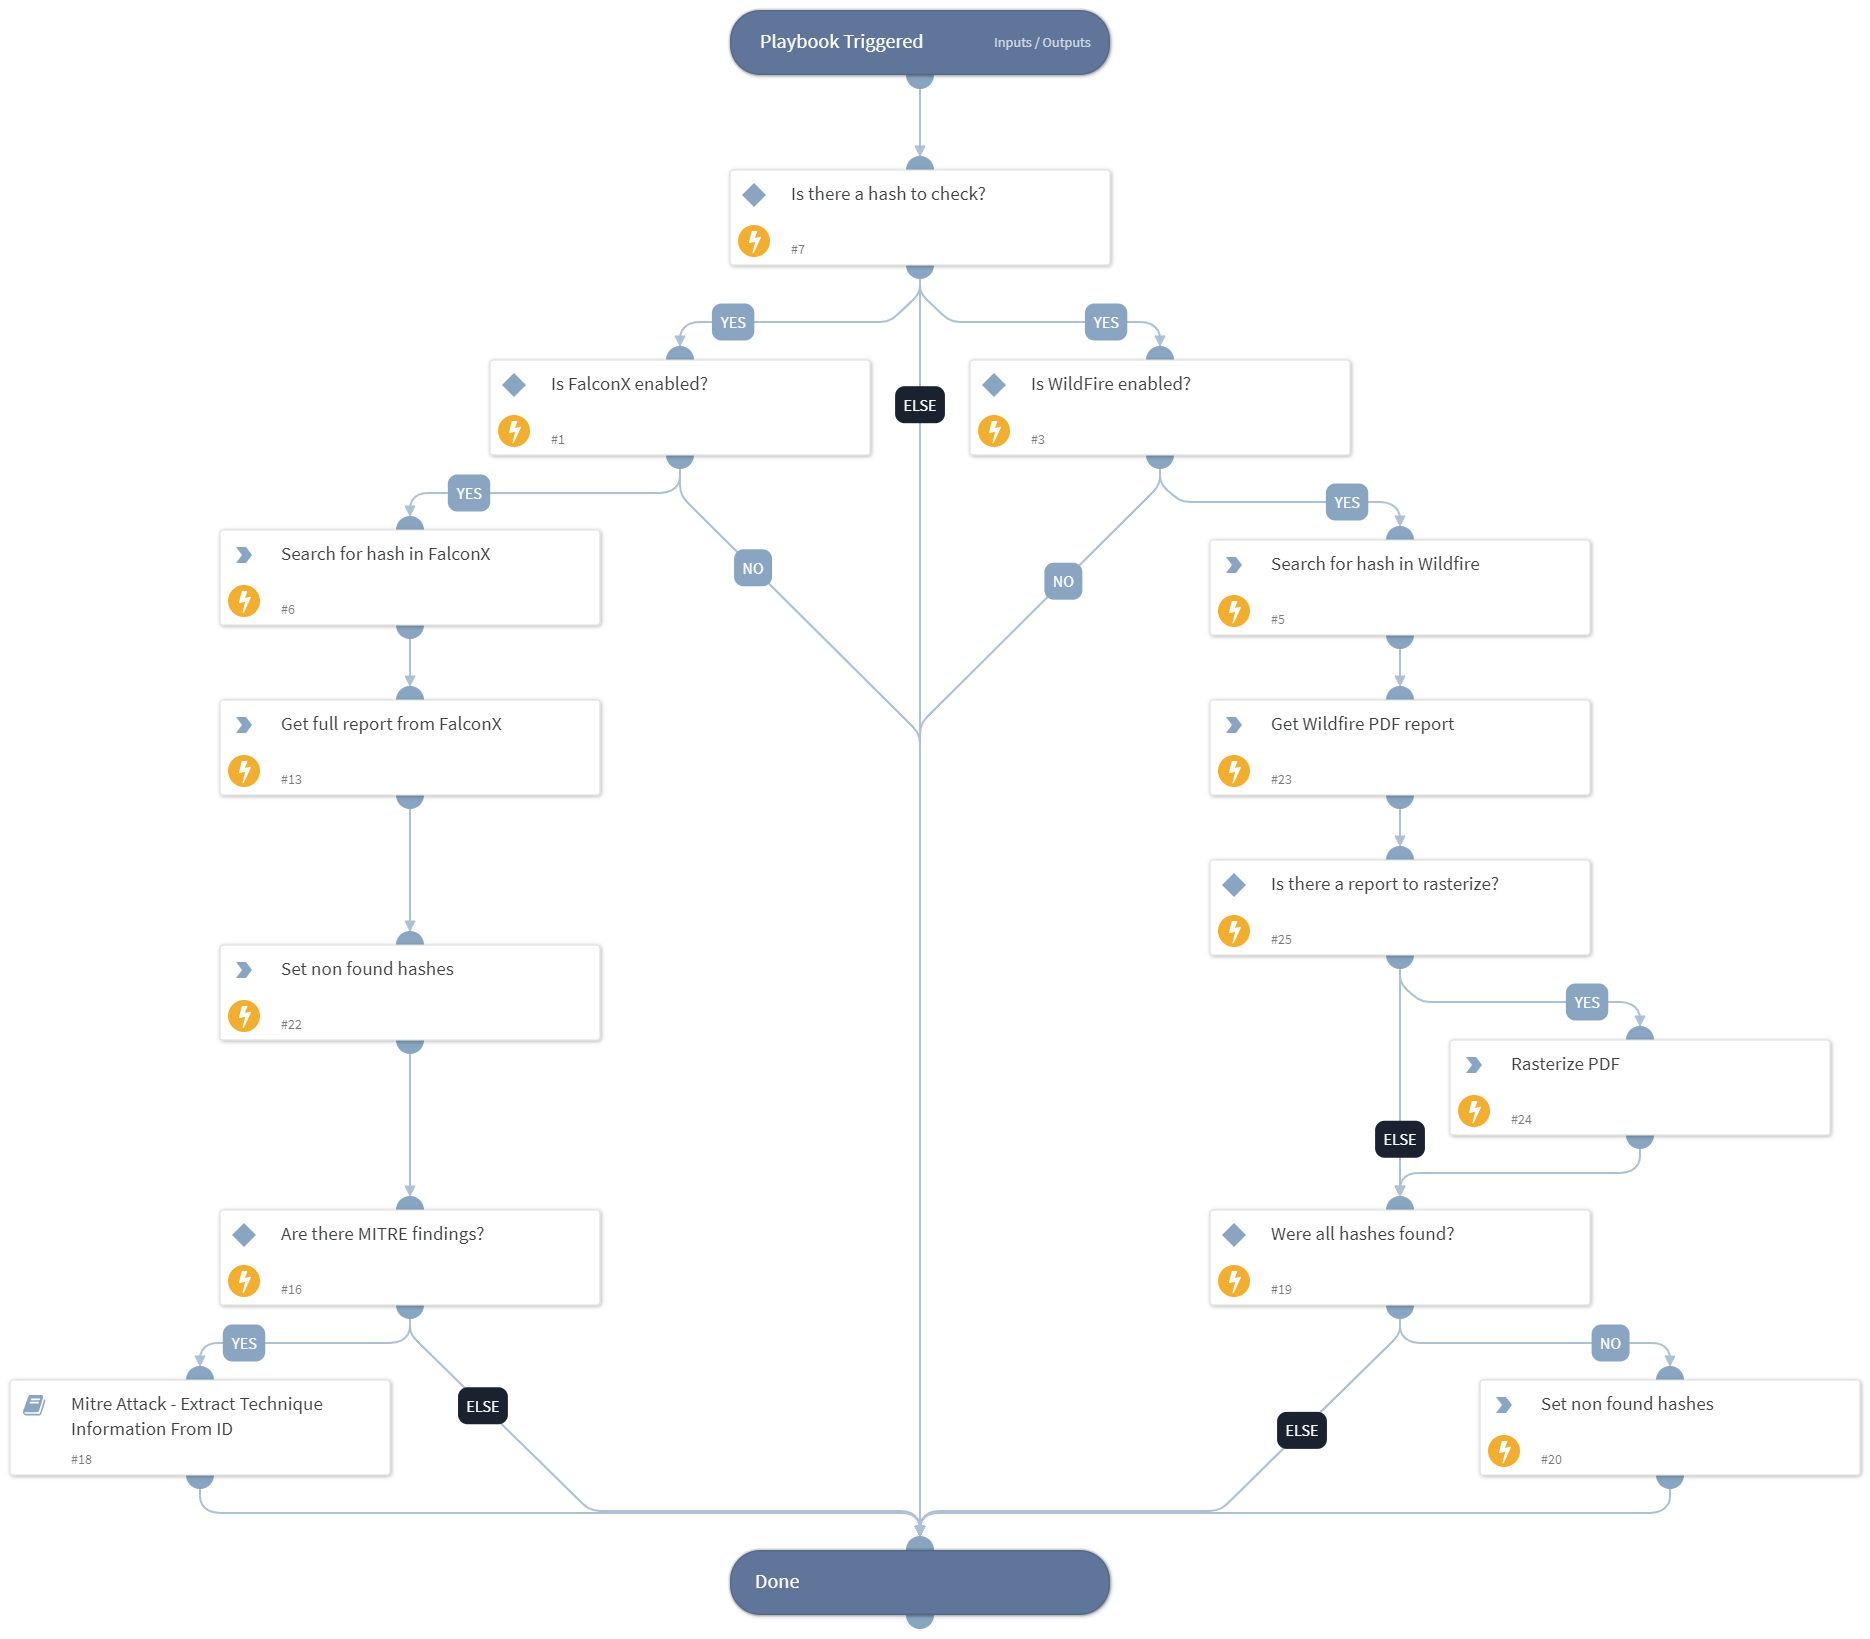 Playbook Triggered
Inputs / Outputs
Is there a hash to check?
#7
YES
YES
Is FalconX enabled?
#1
ELSE
Is WildFire enabled?
#3
YES
YES
Search for hash in FalconX
#6
NO
NO
Search for hash in Wildfire
#5
Get full report from FalconX
#13
Get Wildfire PDF report
#23
Is there a report to rasterize?
#25
Set non found hashes
#22
YES
Rasterize PDF
#24
ELSE
Are there MITRE findings?
#16
Were all hashes found?
#19
YES
NO
Mitre Attack - Extract Technique
Information From ID
#18
ELSE
ELSE
Set non found hashes
#20
Done